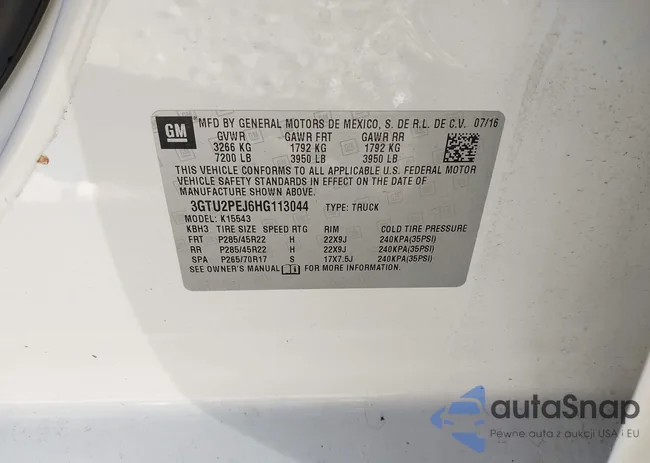 GM
MFD BY GENERAL MOTORS DE MEXICO, S. DE R.L. DE C.V. 07/16
GVWR GAWR FRT GAWR RR
3266 KG 1792 KG 1792 KG
7200 LB 3950 LB 3950 LB
THIS VEHICLE CONFORMS TO ALL APPLICABLE U.S. FEDERAL MOTOR
VEHICLE SAFETY STANDARDS IN EFFECT ON THE DATE OF
MANUFACTURE SHOWN ABOVE.
3GTU2PEJ6HG113044 TYPE: TRUCK
MODEL: K15543
KBH3 TIRE SIZE SPEED RTG RIM COLD TIRE PRESSURE
FRT P285/45R22 H 22X9J 240KPA(35PSI)
RR P285/45R22 H 22X9J 240KPA(35PSI)
SPA P265/70R17 S 17X7.5J 240KPA(35PSI)
SEE OWNER'S MANUAL FOR MORE INFORMATION.
autaSnap
Pewne auta z aukcji USA i EU